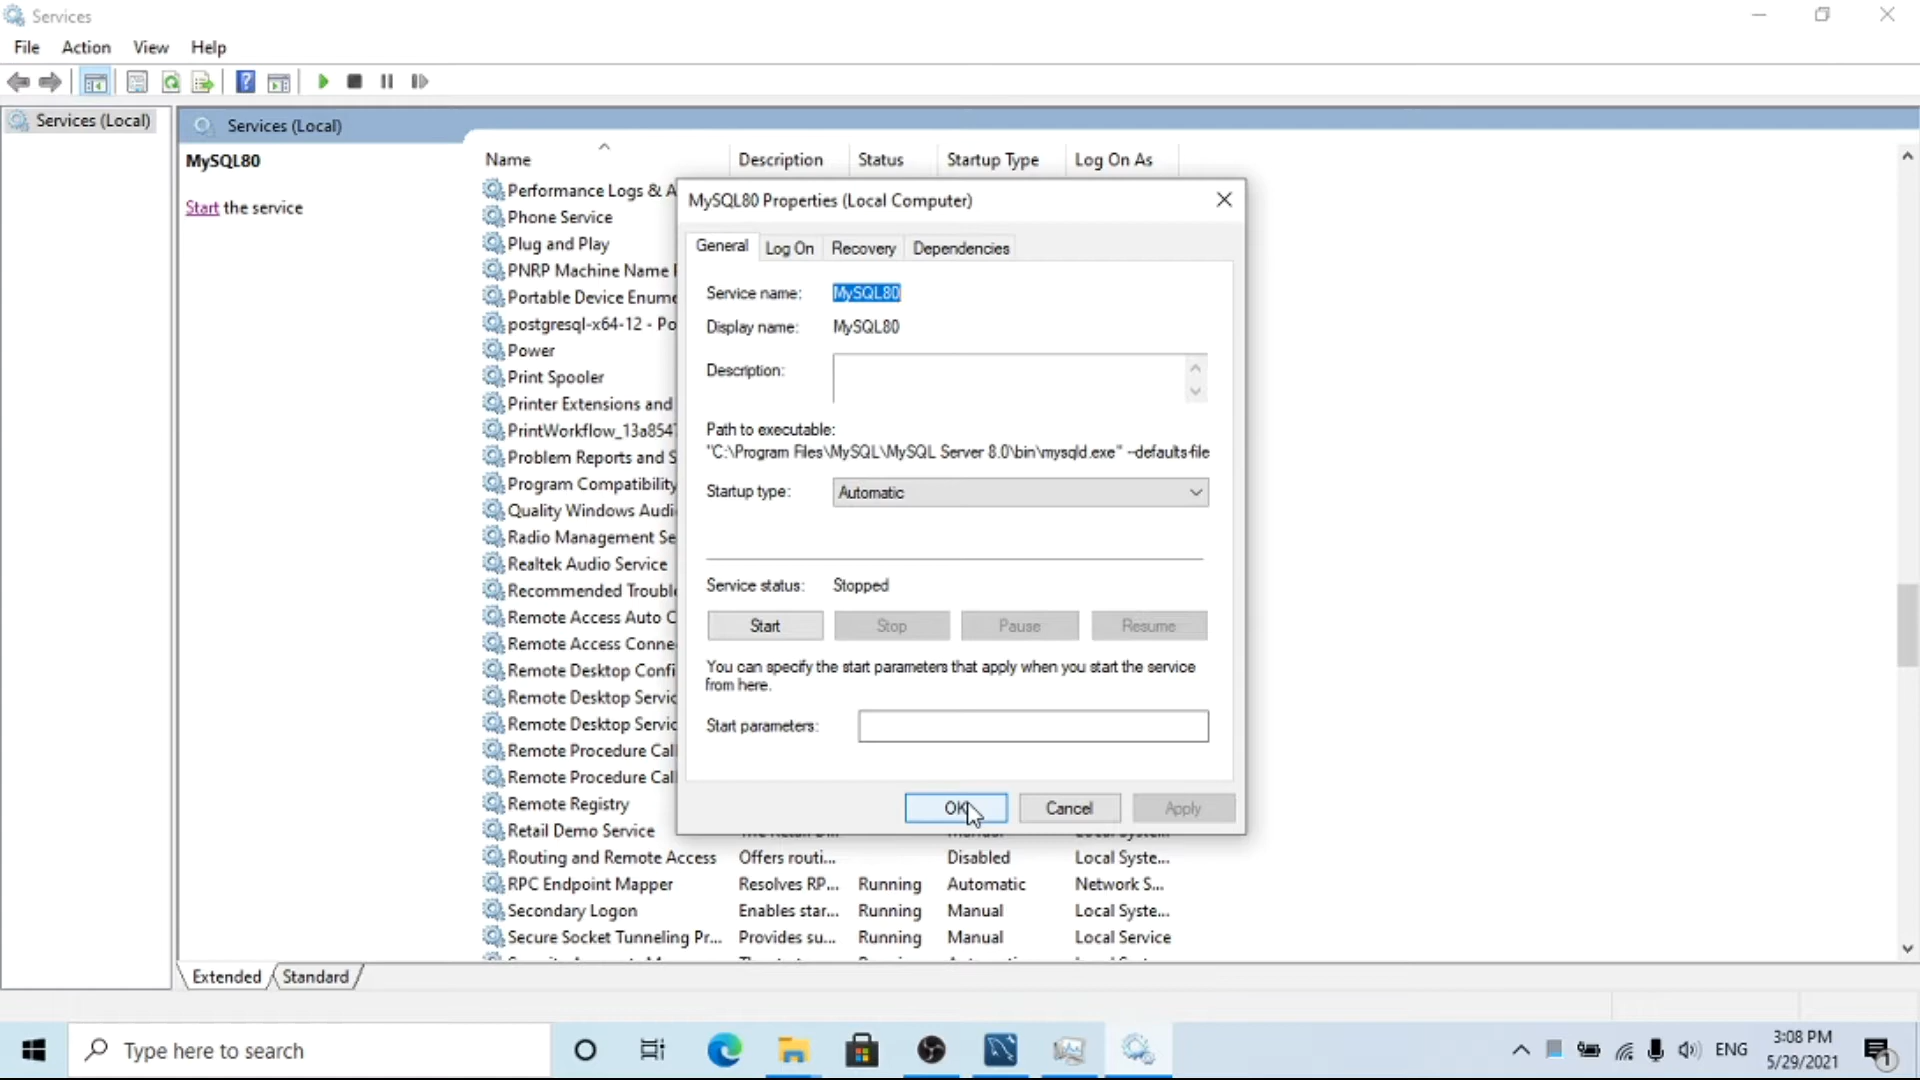 Services
File Action View Help
Services (Local)
Services (Local)
MySQL80
Start the service
Name Description Status Startup Type Log On As
Performance Logs & A
Phone Service
Plug and Play
PNRP Machine Name
Portable Device Enume
postgresql-x64-12 - Po
Power
Print Spooler
Printer Extensions and
PrintWorkflow_13a854
Problem Reports and S
Program Compatibility
Quality Windows Audi
Radio Management Se
Realtek Audio Service
Recommended Trouble
Remote Access Auto C
Remote Access Conne
Remote Desktop Confi
Remote Desktop Servic
Remote Desktop Servic
Remote Procedure Cal
Remote Procedure Cal
Remote Registry
Retail Demo Service
Routing and Remote Access Offers routi... Disabled Local Syste...
RPC Endpoint Mapper Resolves RP... Running Automatic Network S...
Secondary Logon Enables star... Running Manual Local Syste...
Secure Socket Tunneling Pr... Provides su... Running Manual Local Service
MySQL80 Properties (Local Computer)
General Log On Recovery Dependencies
Service name: MySQL80
Display name: MySQL80
Description:
Path to executable:
"C:\Program Files\MySQL\MySQL Server 8.0\bin\mysqld.exe" --defaults-file
Startup type: Automatic
Service status: Stopped
Start Stop Pause Resume
You can specify the start parameters that apply when you start the service
from here.
Start parameters:
OK Cancel Apply
Extended Standard
Type here to search
ENG
3:08 PM
5/29/2021
1